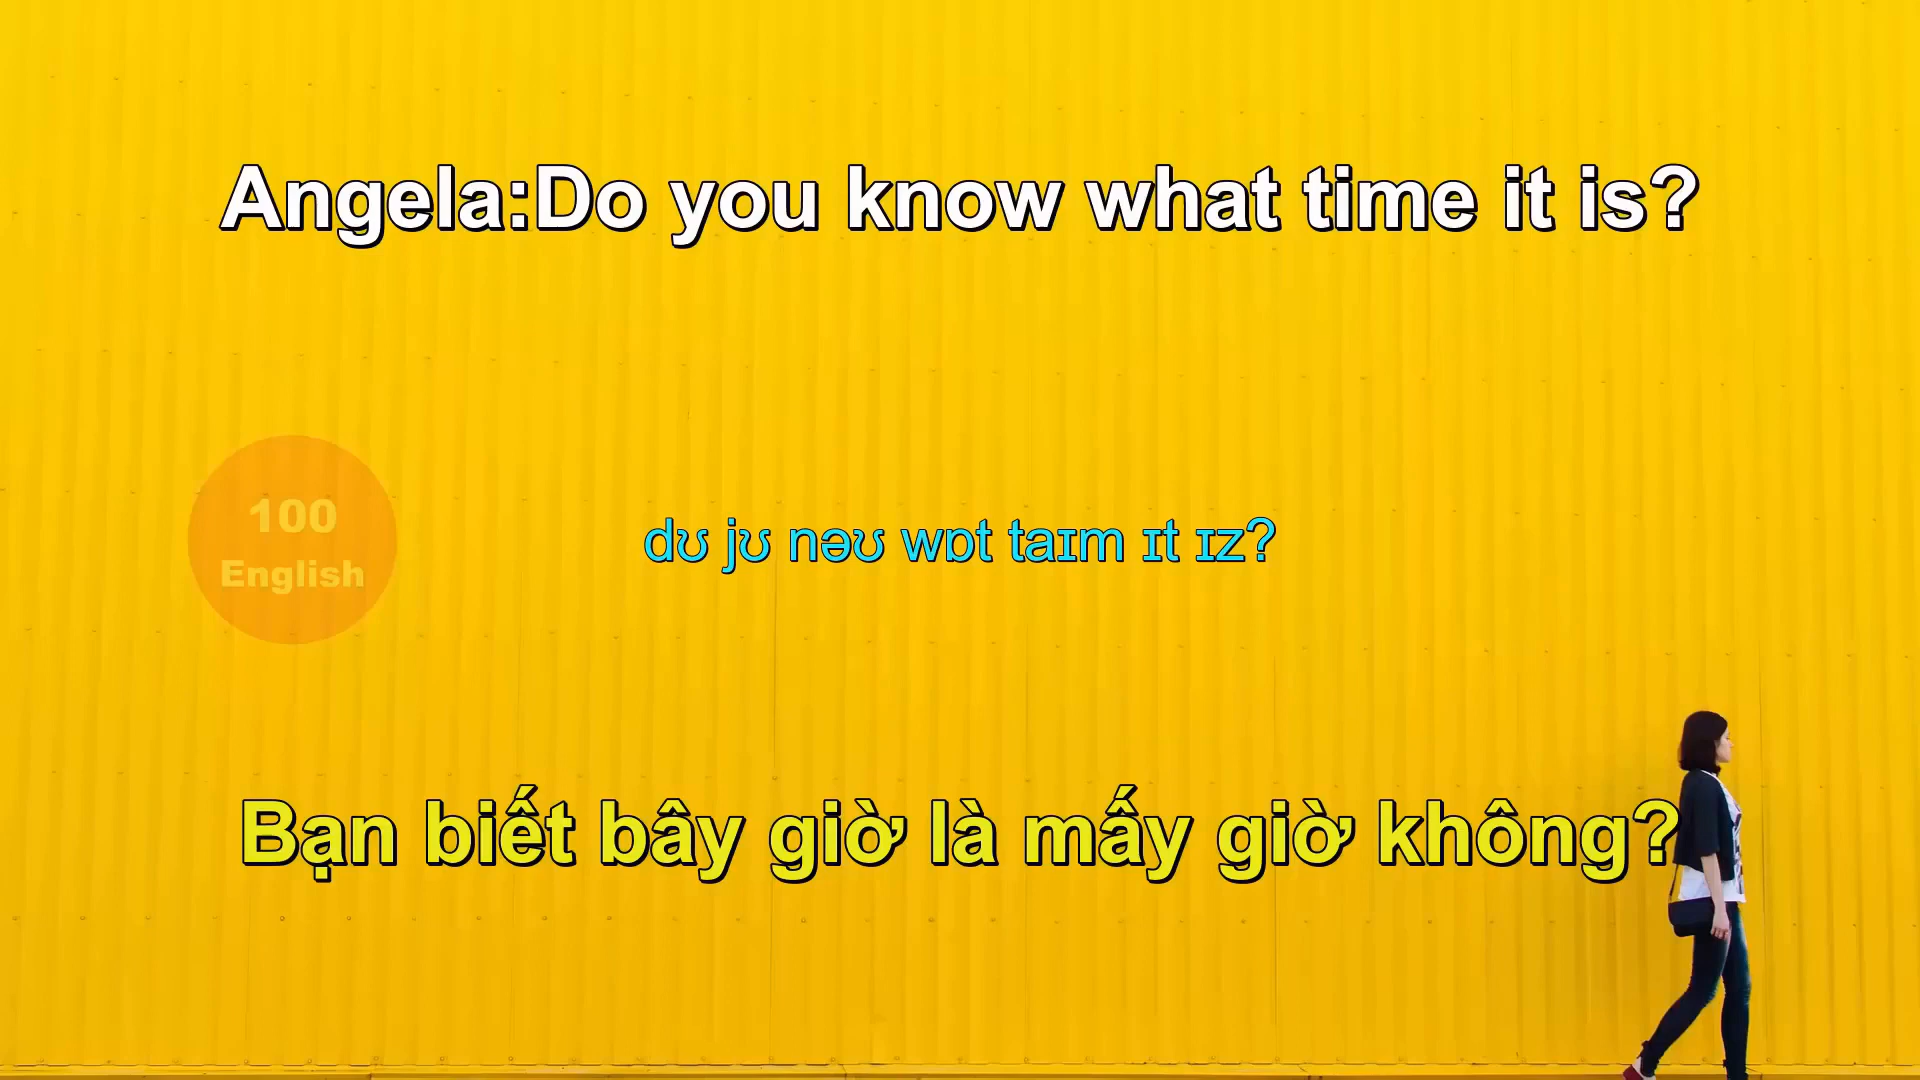 Angela:Do you know what time it is?
100
English
dʊ jʊ nəʊ wɒt taɪm ɪt ɪz?
Bạn biết bây giờ là mấy giờ không?